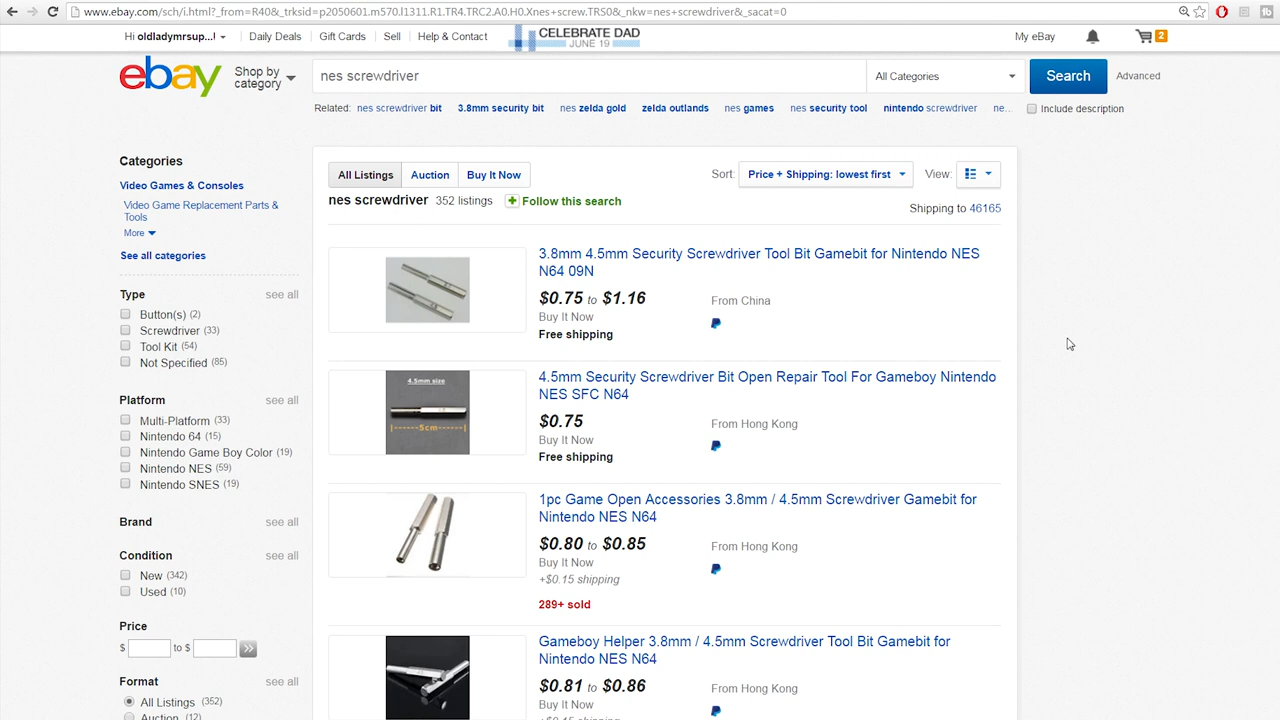 www.ebay.com/sch/i.html?_from=R40&_trksid=p2050601.m570.l1311.R1.TR4.TRC2.A0.H0.Xnes+screw.TRS0&_nkw=nes+screwdriver&_sacat=0
Hi oldladymrsup...!
Daily Deals
Gift Cards
Sell
Help & Contact
CELEBRATE DAD
JUNE 19
My eBay
2
ebay
Shop by
category
nes screwdriver
All Categories
Search
Advanced
Related: nes screwdriver bit 3.8mm security bit nes zelda gold zelda outlands nes games nes security tool nintendo screwdriver ne...
Include description
Categories
Video Games & Consoles
Video Game Replacement Parts &
Tools
More
See all categories
Type see all
Button(s) (2)
Screwdriver (33)
Tool Kit (54)
Not Specified (85)
Platform see all
Multi-Platform (33)
Nintendo 64 (15)
Nintendo Game Boy Color (19)
Nintendo NES (59)
Nintendo SNES (19)
Brand see all
Condition see all
New (342)
Used (10)
Price
$ to $
Format see all
All Listings (352)
Auction (12)
All Listings
Auction
Buy It Now
Sort: Price + Shipping: lowest first
View:
nes screwdriver 352 listings
Follow this search
Shipping to 46165
3.8mm 4.5mm Security Screwdriver Tool Bit Gamebit for Nintendo NES
N64 09N
$0.75 to $1.16
From China
Buy It Now
Free shipping
4.5mm size
5cm
4.5mm Security Screwdriver Bit Open Repair Tool For Gameboy Nintendo
NES SFC N64
$0.75
From Hong Kong
Buy It Now
Free shipping
1pc Game Open Accessories 3.8mm / 4.5mm Screwdriver Gamebit for
Nintendo NES N64
$0.80 to $0.85
From Hong Kong
Buy It Now
+$0.15 shipping
289+ sold
Gameboy Helper 3.8mm / 4.5mm Screwdriver Tool Bit Gamebit for
Nintendo NES N64
$0.81 to $0.86
From Hong Kong
Buy It Now
+$0.15 shipping